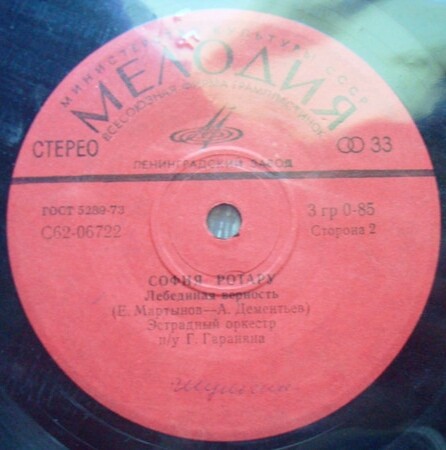 МИНИСТЕРСТВО КУЛЬТУРЫ СССР
МЕЛОДИЯ
ВСЕСОЮЗНАЯ ФИРМА ГРАМПЛАСТИНОК
СТЕРЕО
33
ЛЕНИНГРАДСКИЙ ЗАВОД
ГОСТ 5289-73
3 гр 0-85
С62-06722
Сторона 2
СОФИЯ РОТАРУ
Лебединая верность
(Е. Мартынов—А. Дементьев)
Эстрадный оркестр
п/у Г. Гараняна